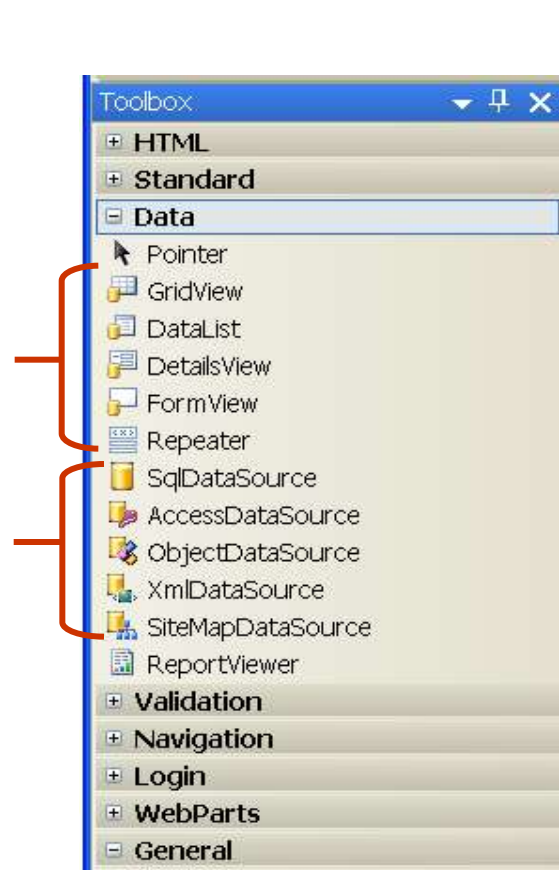 Toolbox
HTML
Standard
Data
Pointer
GridView
DataList
DetailsView
FormView
Repeater
SqlDataSource
AccessDataSource
ObjectDataSource
XmlDataSource
SiteMapDataSource
ReportViewer
Validation
Navigation
Login
WebParts
General